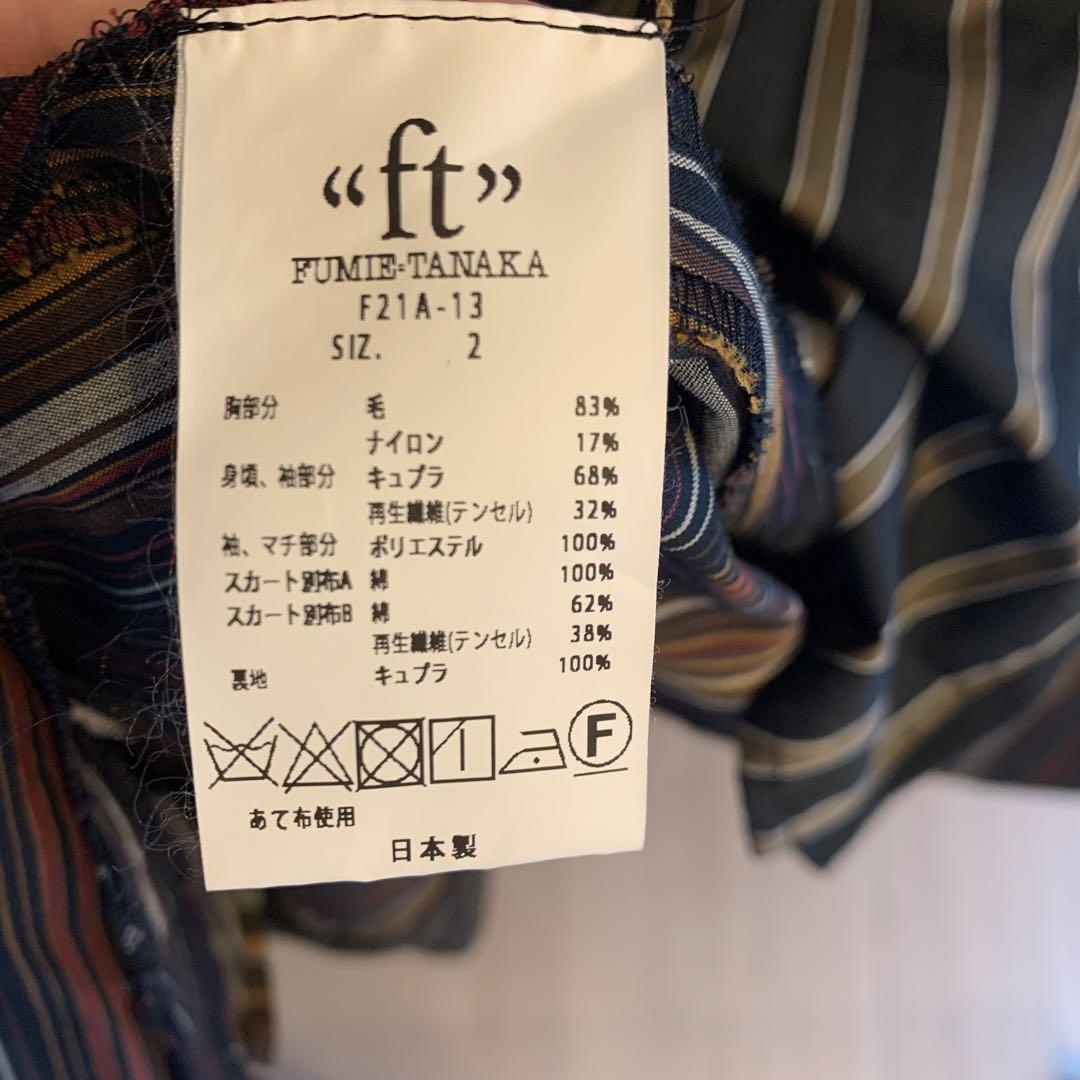 “ft”
FUMIE=TANAKA
F21A-13
SIZ. 2
胸部分 毛 83%
ナイロン 17%
身頃、袖部分 キュプラ 68%
再生繊維(テンセル) 32%
袖、マチ部分 ポリエステル 100%
スカート別布A 綿 100%
スカート別布B 綿 62%
再生繊維(テンセル) 38%
裏地 キュプラ 100%
F
あて布使用
日本製